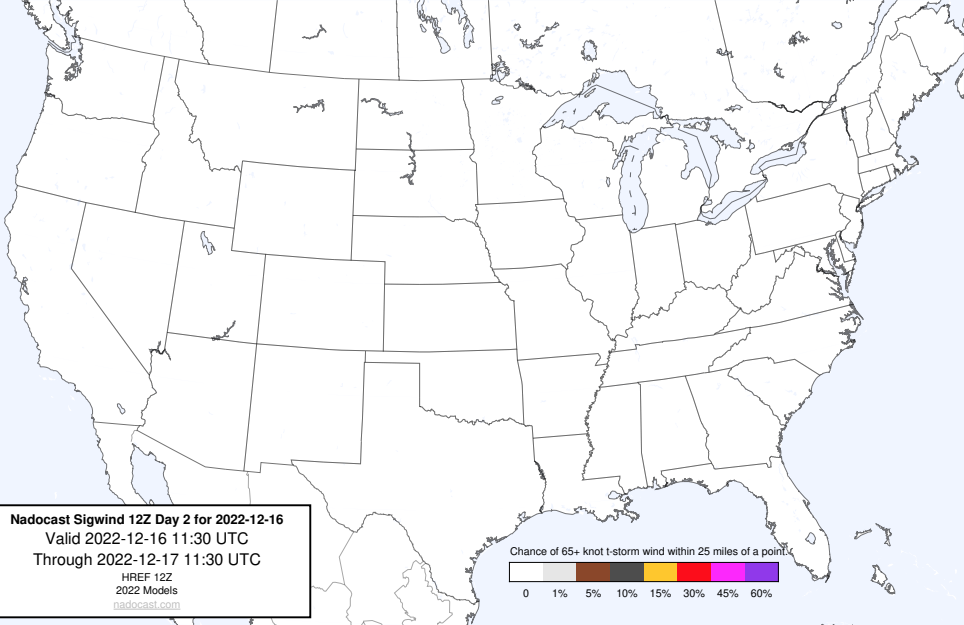 Nadocast Sigwind 12Z Day 2 for 2022-12-16
Valid 2022-12-16 11:30 UTC
Through 2022-12-17 11:30 UTC
HREF 12Z
2022 Models
nadocast.com
Chance of 65+ knot t-storm wind within 25 miles of a point.
0 1% 5% 10% 15% 30% 45% 60%